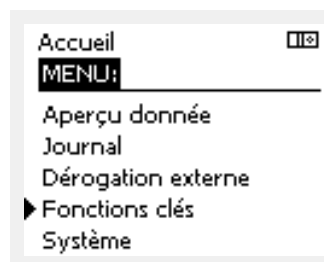 Accueil
MENU:
Aperçu donnée
Journal
Dérogation externe
Fonctions clés
Système